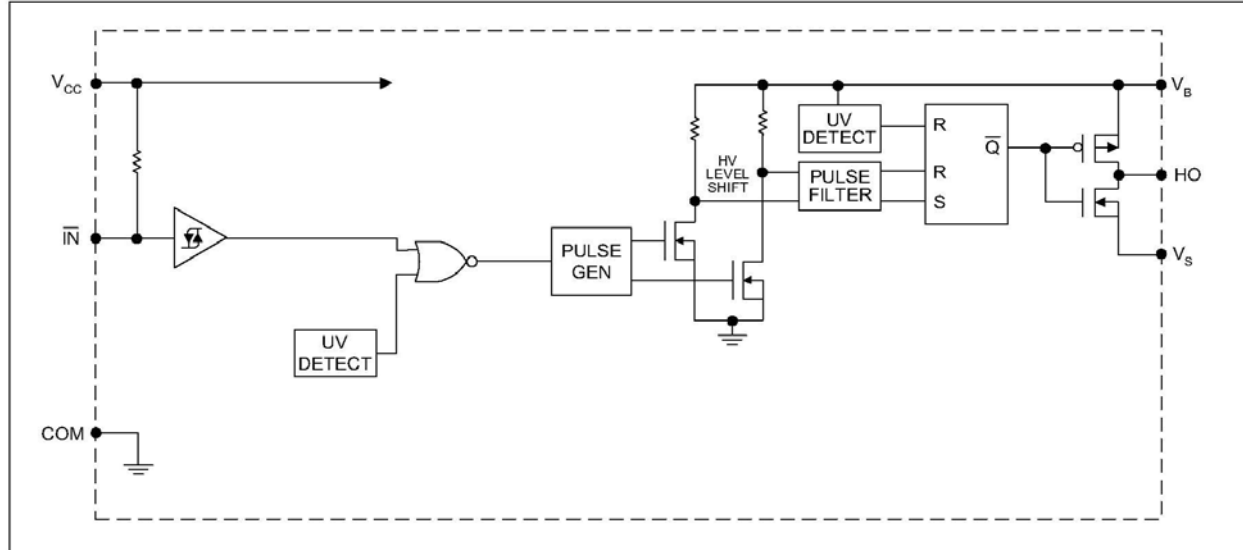 V_CC
V_B
UV
DETECT
R
Q̅
HV
LEVEL
SHIFT
PULSE
FILTER
R
S
HO
I̅N̅
PULSE
GEN
V_S
UV
DETECT
COM